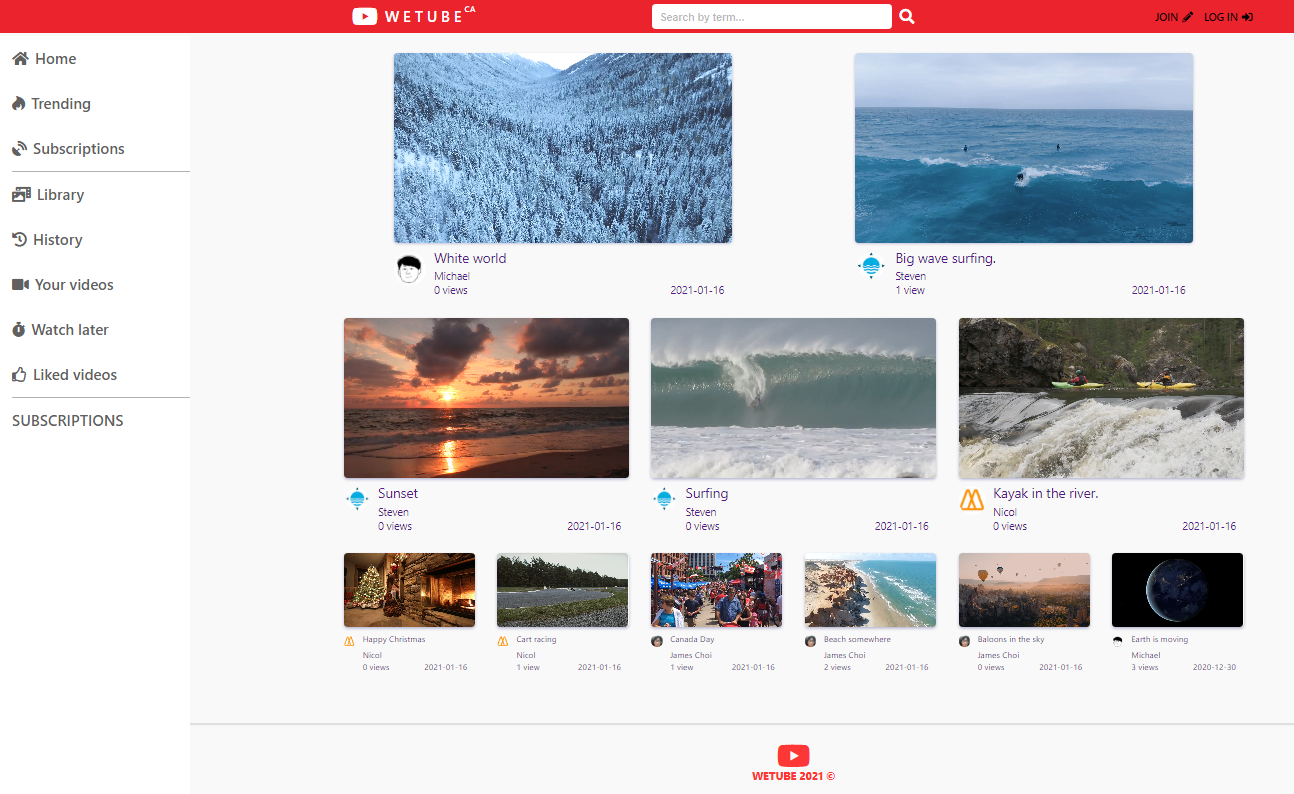 WETUBE CA
Search by term...
JOIN
LOG IN
Home
Trending
Subscriptions
Library
History
Your videos
Watch later
Liked videos
SUBSCRIPTIONS
White world
Michael
0 views 2021-01-16
Big wave surfing.
Steven
1 view 2021-01-16
Sunset
Steven
0 views 2021-01-16
Surfing
Steven
0 views 2021-01-16
Kayak in the river.
Nicol
0 views 2021-01-16
Happy Christmas
Nicol
0 views 2021-01-16
Cart racing
Nicol
1 view 2021-01-16
Canada Day
James Choi
1 view 2021-01-16
Beach somewhere
James Choi
2 views 2021-01-16
Baloons in the sky
James Choi
0 views 2021-01-16
Earth is moving
Michael
3 views 2020-12-30
WETUBE 2021 ©